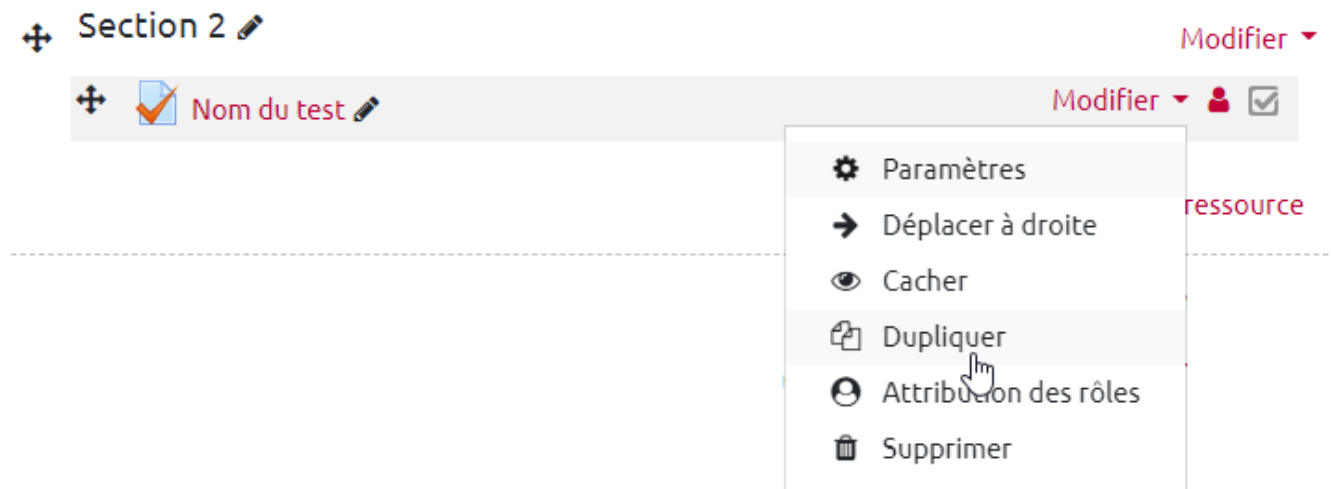 Section 2
Modifier
Nom du test
Modifier
Paramètres
ressource
Déplacer à droite
Cacher
Dupliquer
Attribution des rôles
Supprimer